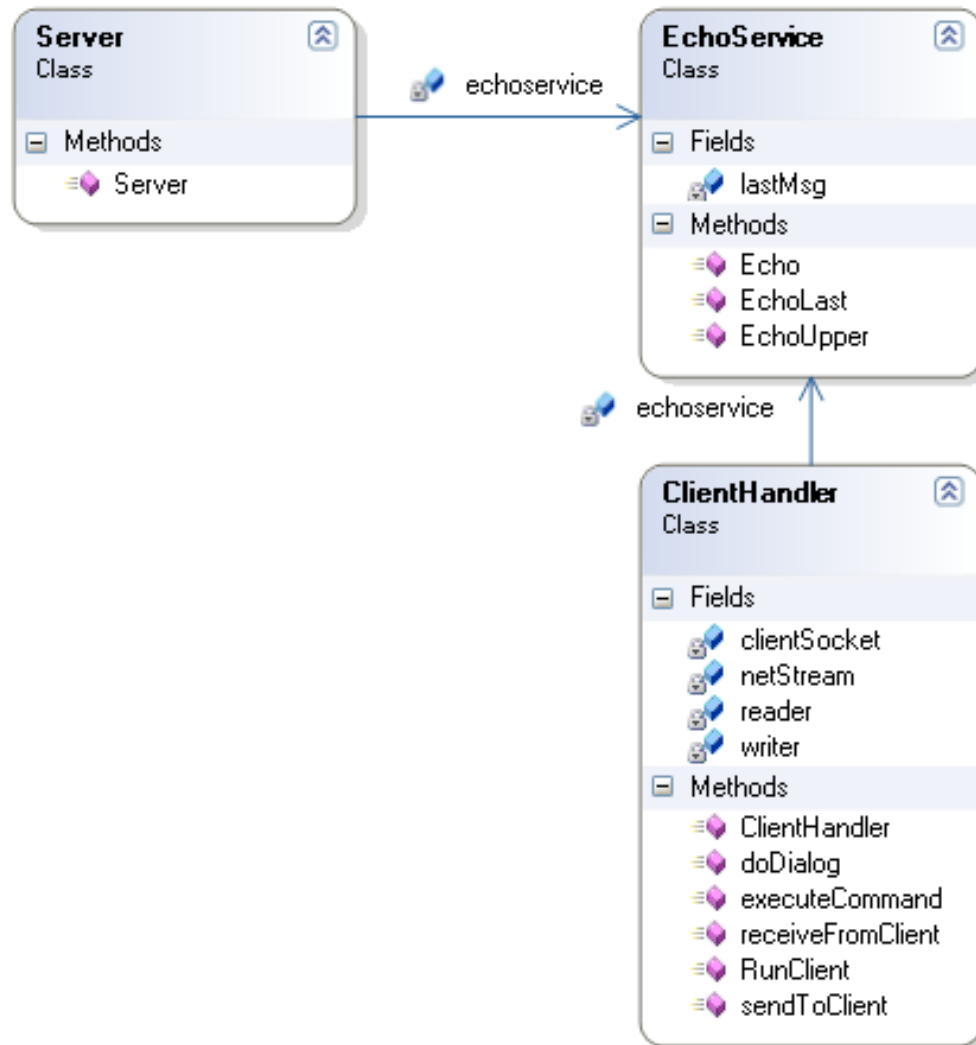 Server
Class
Methods
Server
echoservice
EchoService
Class
Fields
lastMsg
Methods
Echo
EchoLast
EchoUpper
echoservice
ClientHandler
Class
Fields
clientSocket
netStream
reader
writer
Methods
ClientHandler
doDialog
executeCommand
receiveFromClient
RunClient
sendToClient